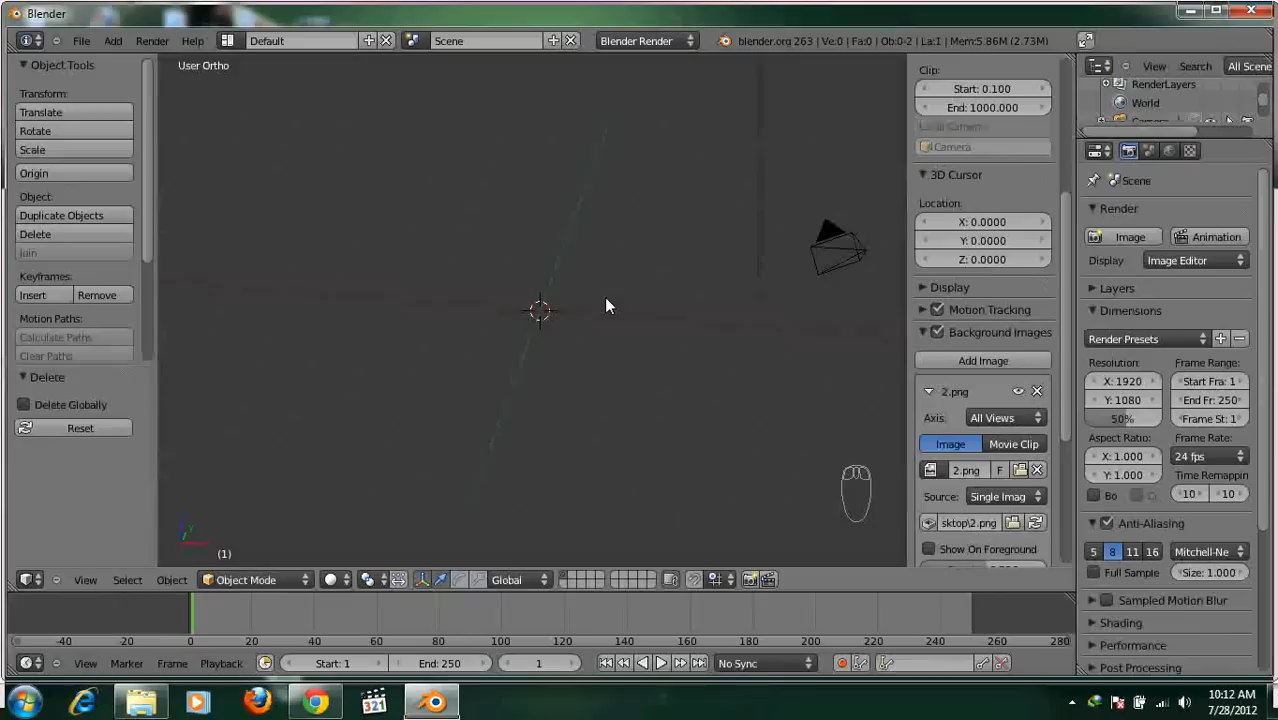 Blender
File Add Render Help Default Scene Blender Render blender.org 263 | Ve:0 | Fa:0 | Ob:0-2 | La:1 | Mem:5.86M (2.73M)
Object Tools
Transform:
Translate
Rotate
Scale
Origin
Object:
Duplicate Objects
Delete
Join
Keyframes:
Insert Remove
Motion Paths:
Calculate Paths
Clear Paths
Delete
Delete Globally
Reset
User Ortho
(1)
Clip:
Start: 0.100
End: 1000.000
Local Camera:
Camera
3D Cursor
Location:
X: 0.0000
Y: 0.0000
Z: 0.0000
Display
Motion Tracking
Background Images
Add Image
2.png
Axis: All Views
Image Movie Clip
2.png F
Source: Single Imag
sktop\2.png
Show On Foreground
View Search All Scene
RenderLayers
World
Camera
Scene
Render
Image Animation
Display Image Editor
Layers
Dimensions
Render Presets
Resolution: Frame Range:
X: 1920 Start Fra: 1
Y: 1080 End Fr: 250
50% Frame St: 1
Aspect Ratio: Frame Rate:
X: 1.000 24 fps
Y: 1.000 Time Remappin
Bo 10 10
Anti-Aliasing
5 8 11 16 Mitchell-Ne
Full Sample Size: 1.000
Sampled Motion Blur
Shading
Performance
Post Processing
View Select Object Object Mode Global
-40 -20 0 20 40 60 80 100 120 140 160 180 200 220 240 260 280
View Marker Frame Playback Start: 1 End: 250 1 No Sync
321
10:12 AM
7/28/2012